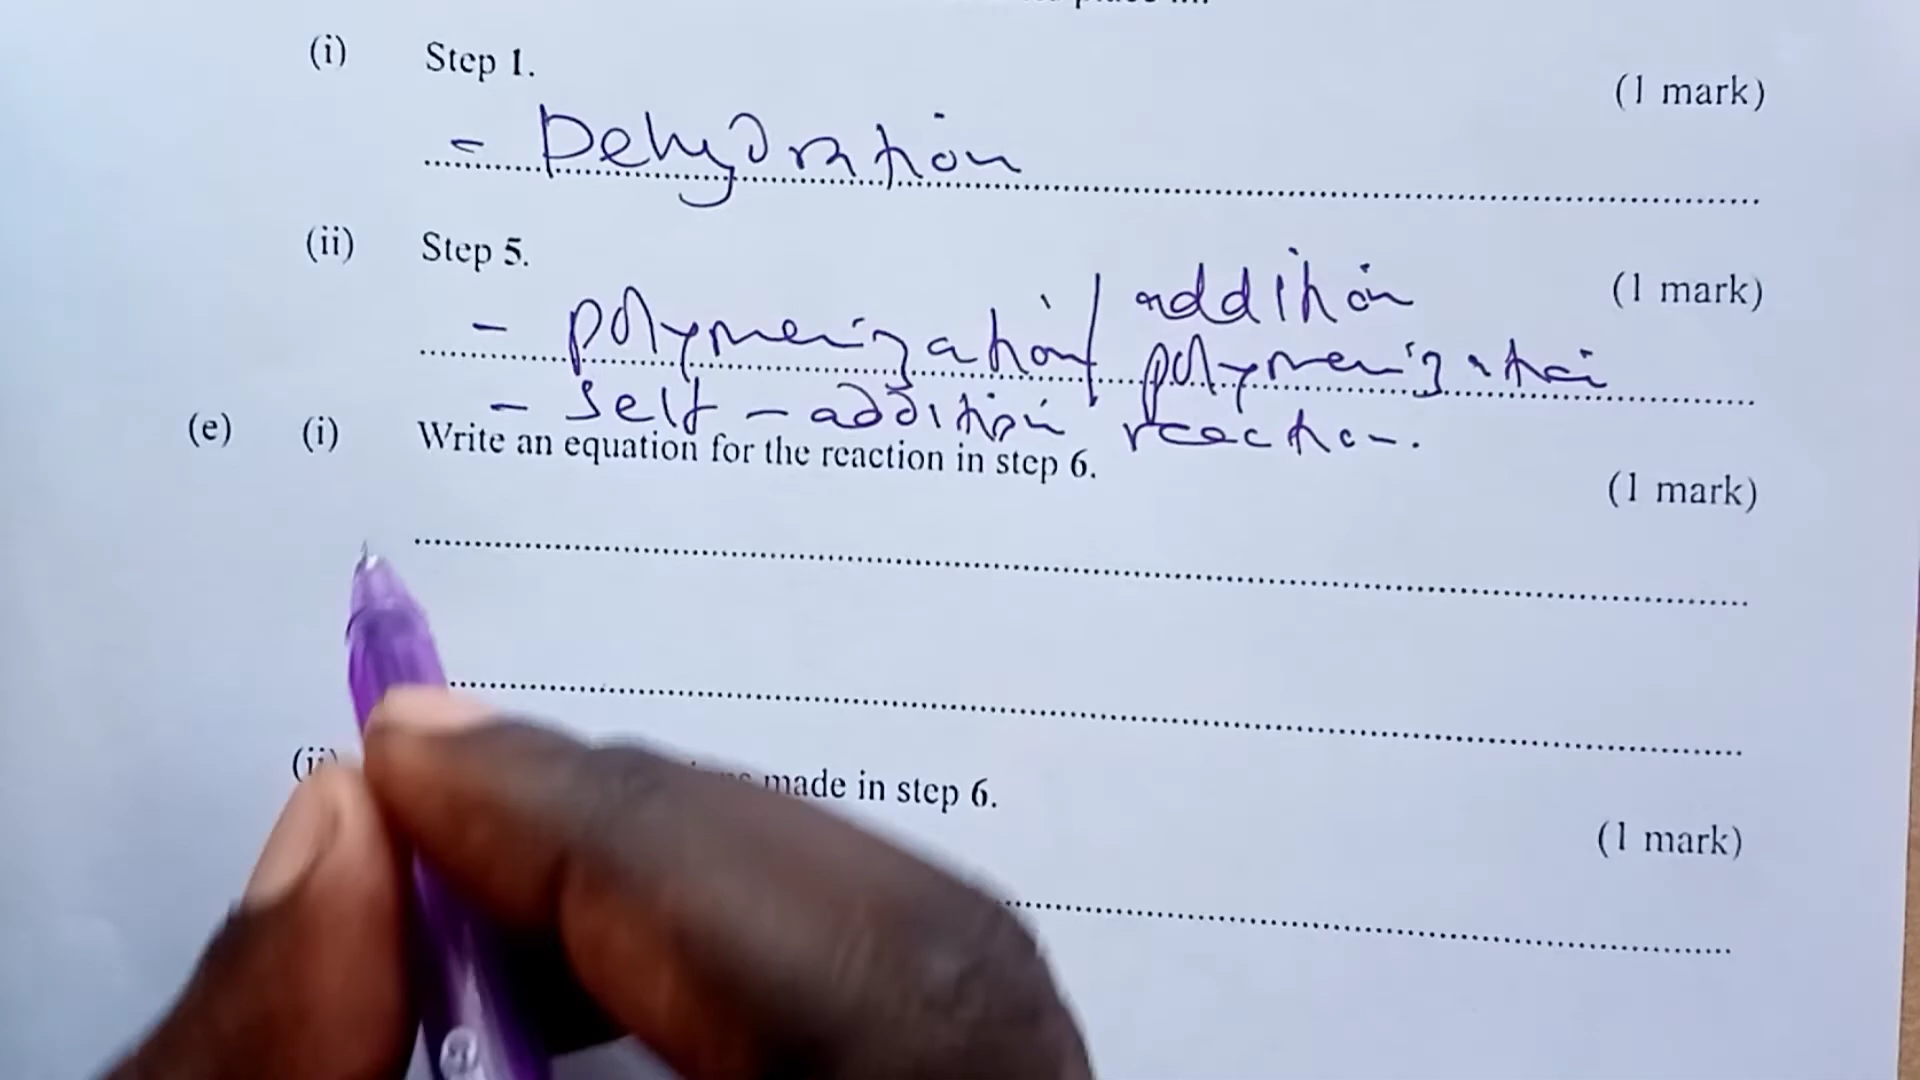 (i) Step 1. (1 mark)
- Dehydration
(ii) Step 5. (1 mark)
- polymerization/ addition polymerization
- Self-addition reaction.
(e) (i) Write an equation for the reaction in step 6. (1 mark)
made in step 6. (1 mark)